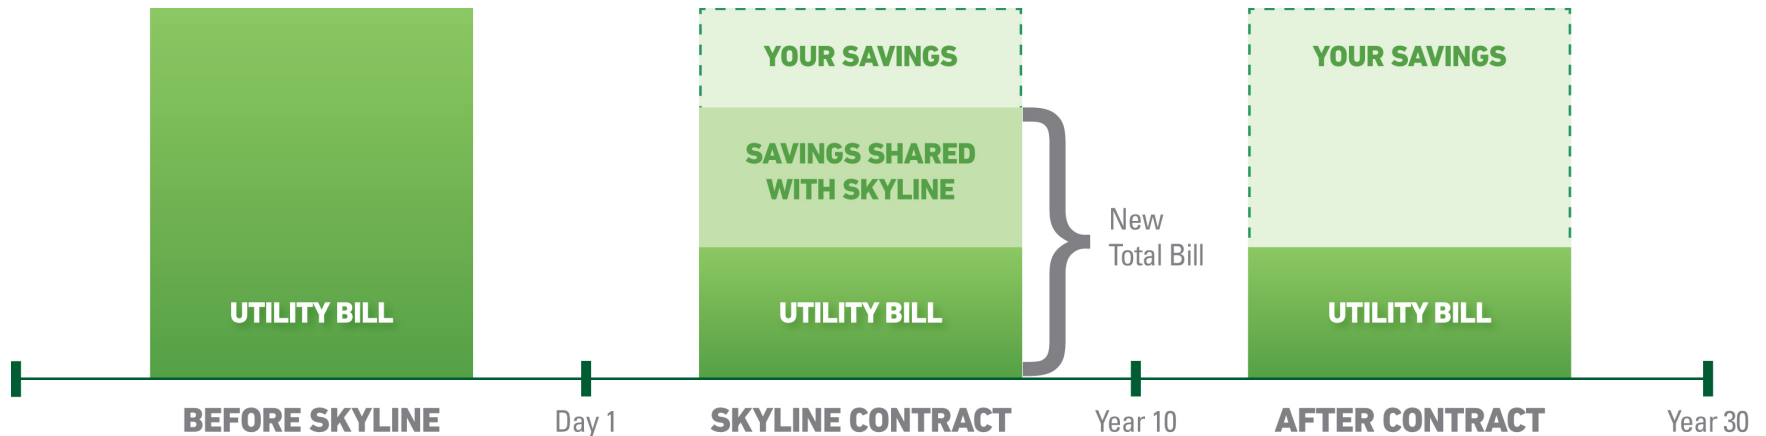 YOUR SAVINGS
YOUR SAVINGS
SAVINGS SHARED
WITH SKYLINE
New
Total Bill
UTILITY BILL
UTILITY BILL
UTILITY BILL
BEFORE SKYLINE
Day 1
SKYLINE CONTRACT
Year 10
AFTER CONTRACT
Year 30